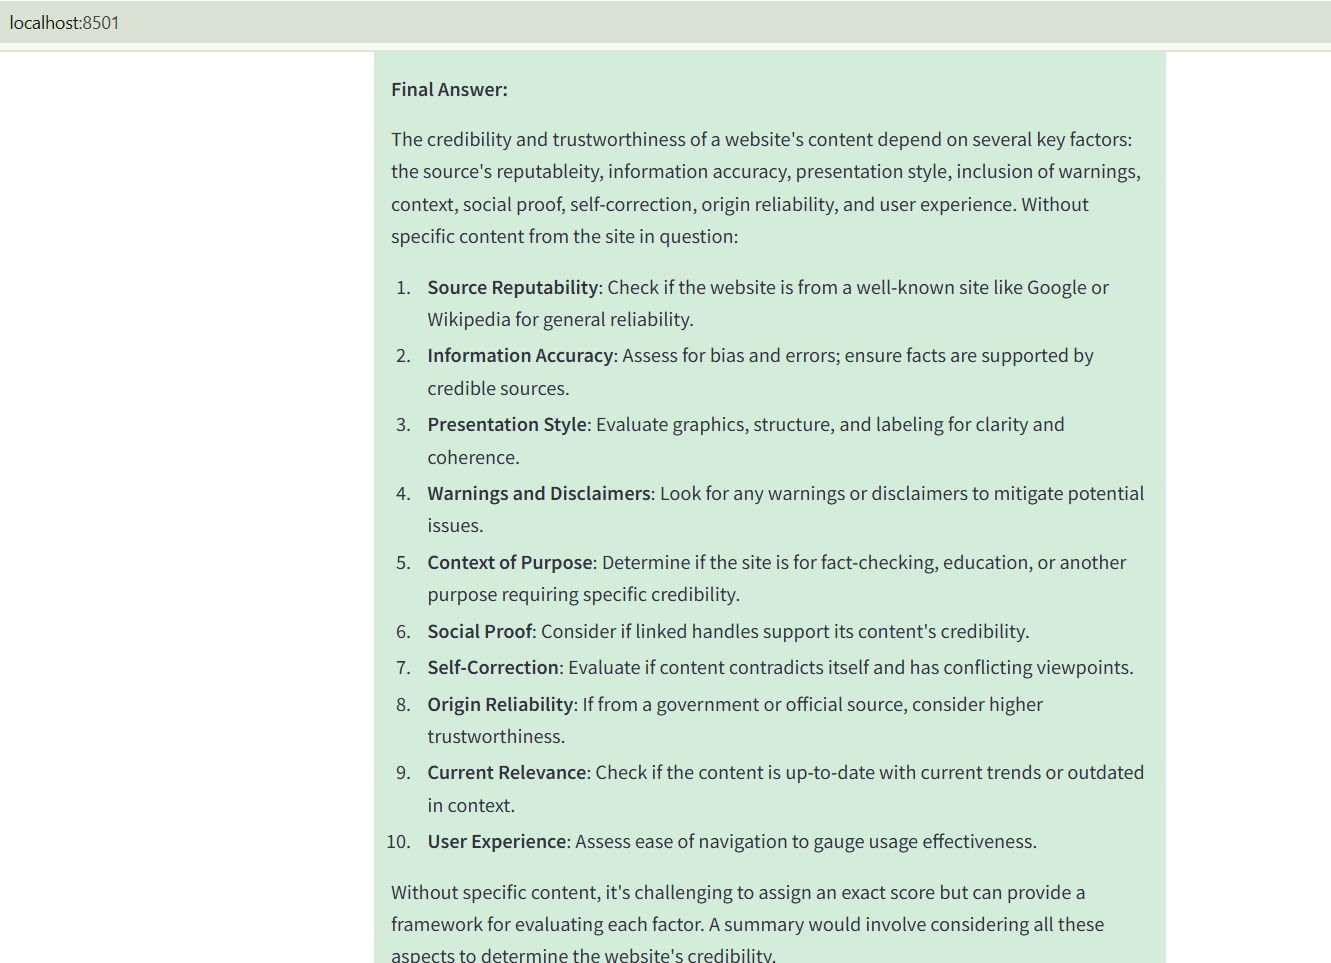 localhost:8501
Final Answer:
The credibility and trustworthiness of a website's content depend on several key factors:
the source's reputableity, information accuracy, presentation style, inclusion of warnings,
context, social proof, self-correction, origin reliability, and user experience. Without
specific content from the site in question:
1. Source Reputability: Check if the website is from a well-known site like Google or
Wikipedia for general reliability.
2. Information Accuracy: Assess for bias and errors; ensure facts are supported by
credible sources.
3. Presentation Style: Evaluate graphics, structure, and labeling for clarity and
coherence.
4. Warnings and Disclaimers: Look for any warnings or disclaimers to mitigate potential
issues.
5. Context of Purpose: Determine if the site is for fact-checking, education, or another
purpose requiring specific credibility.
6. Social Proof: Consider if linked handles support its content's credibility.
7. Self-Correction: Evaluate if content contradicts itself and has conflicting viewpoints.
8. Origin Reliability: If from a government or official source, consider higher
trustworthiness.
9. Current Relevance: Check if the content is up-to-date with current trends or outdated
in context.
10. User Experience: Assess ease of navigation to gauge usage effectiveness.
Without specific content, it's challenging to assign an exact score but can provide a
framework for evaluating each factor. A summary would involve considering all these
aspects to determine the website's credibility.